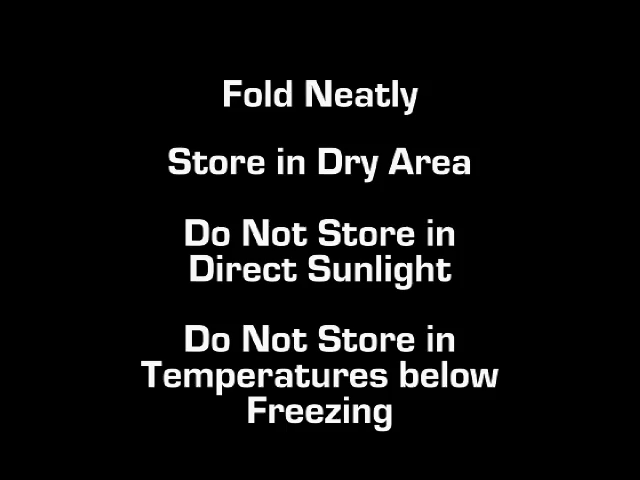 Fold Neatly
Store in Dry Area
Do Not Store in
Direct Sunlight
Do Not Store in
Temperatures below
Freezing